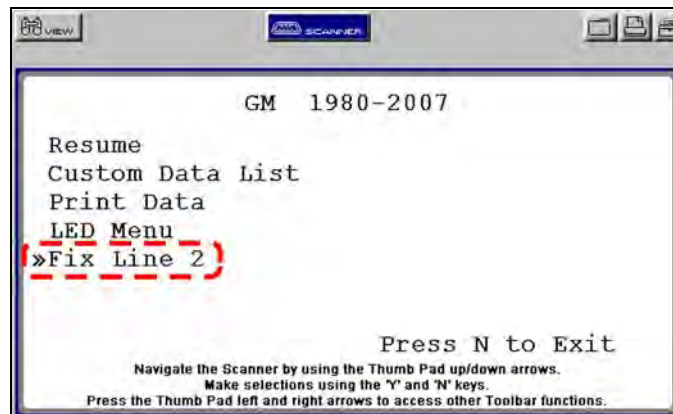 VIEW SCANNER
GM 1980-2007
Resume
Custom Data List
Print Data
LED Menu
»Fix Line 2
Press N to Exit
Navigate the Scanner by using the Thumb Pad up/down arrows.
Make selections using the 'Y' and 'N' keys.
Press the Thumb Pad left and right arrows to access other Toolbar functions.